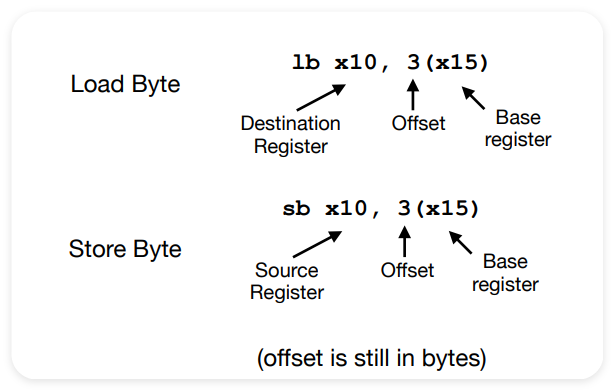 lb x10, 3(x15)
Load Byte
Destination
Register
Offset
Base
register
sb x10, 3(x15)
Store Byte
Source
Register
Offset
Base
register
(offset is still in bytes)